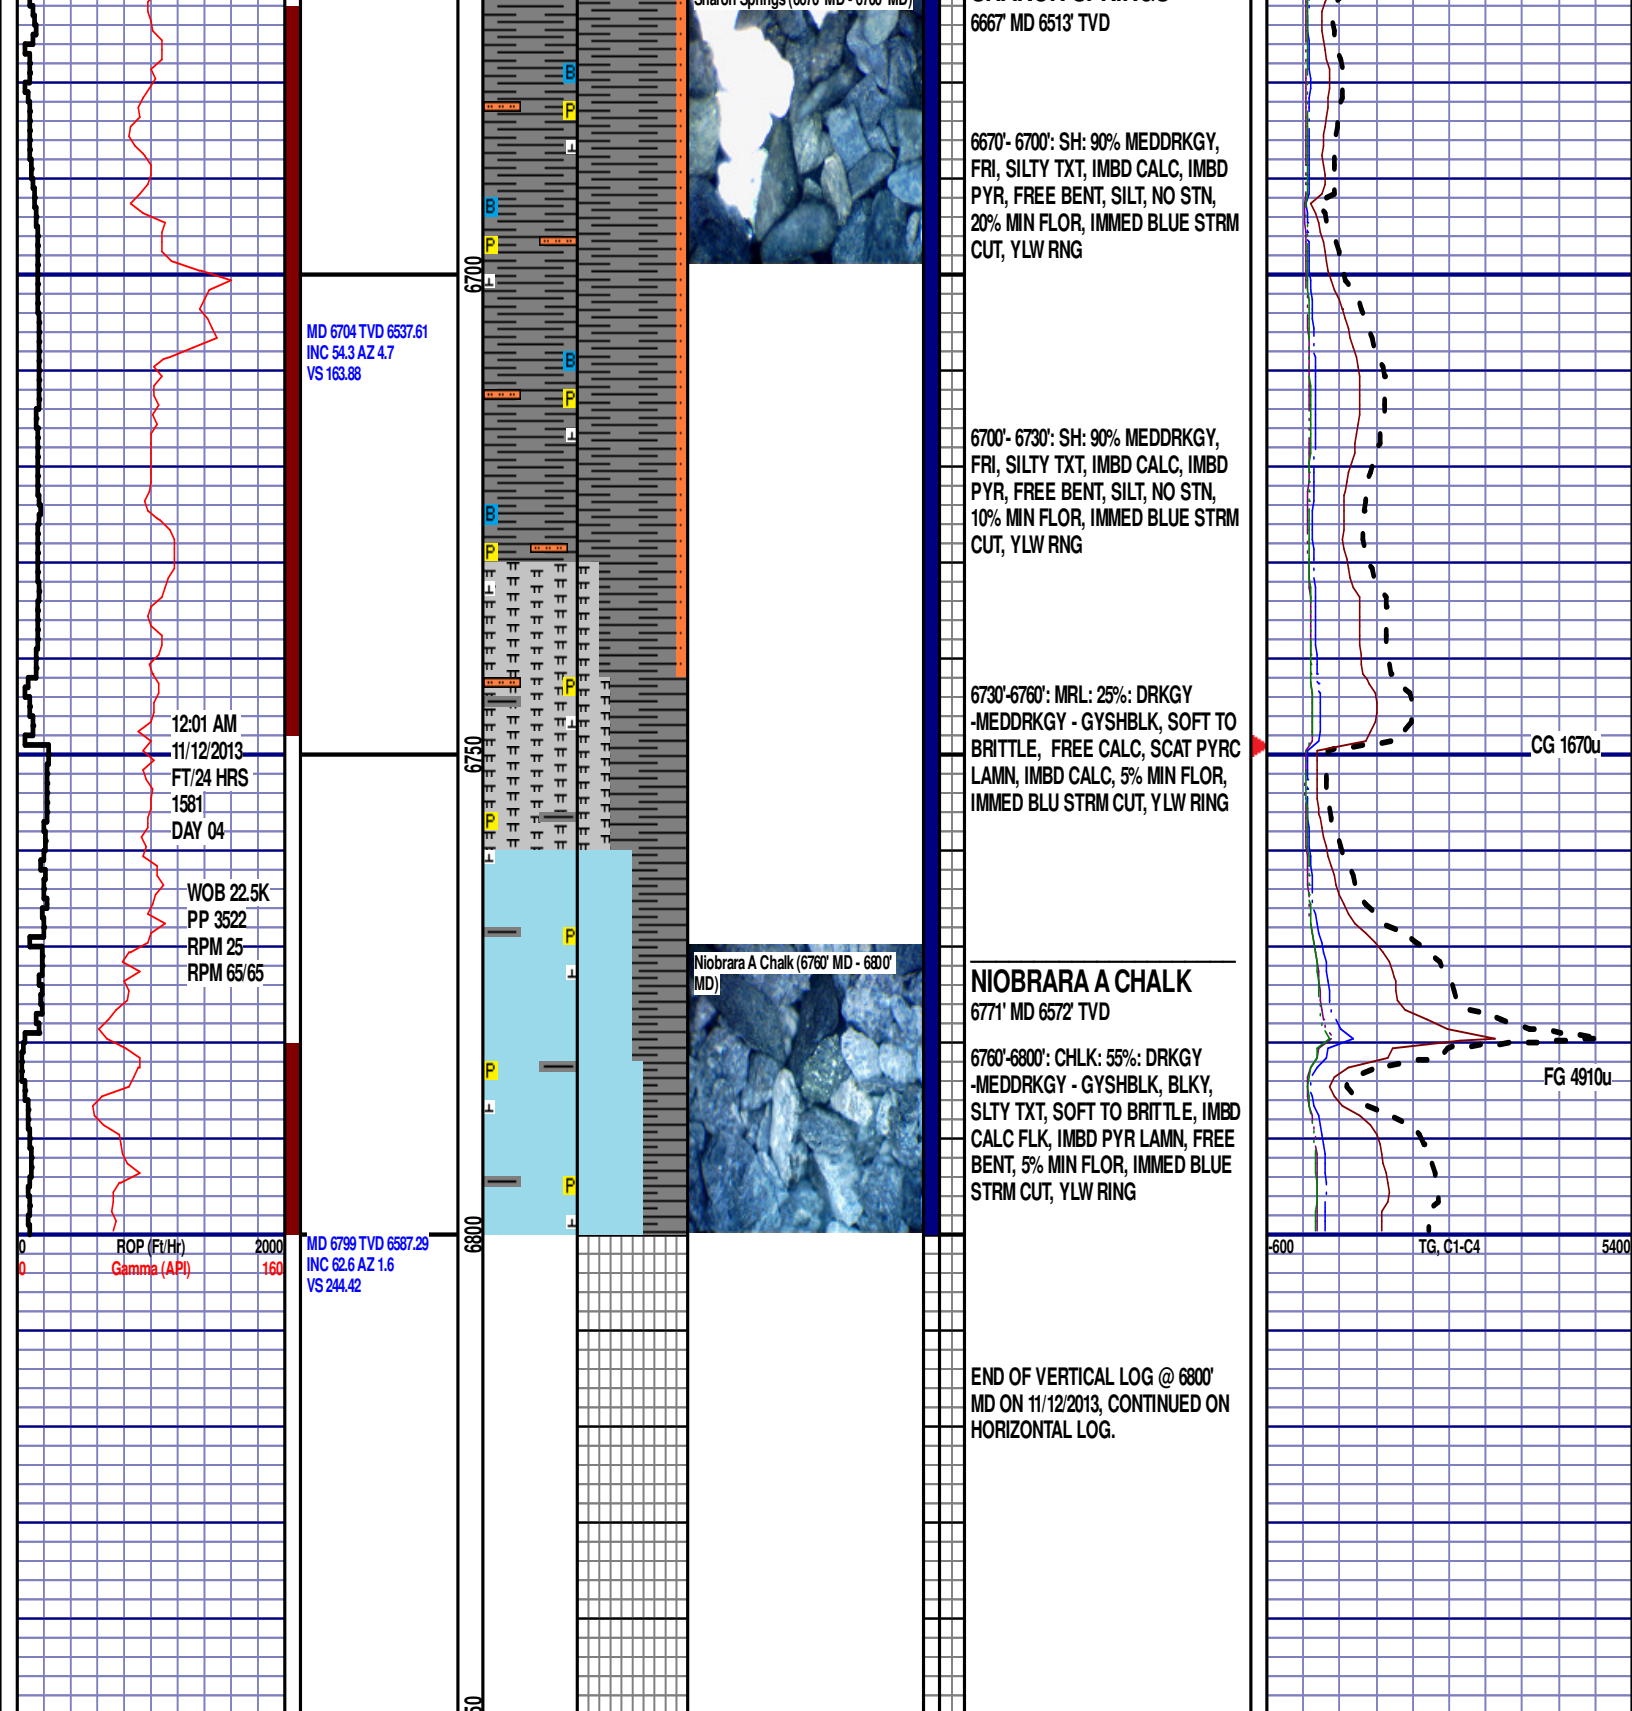 Sharon Springs (6670' MD - 6760' MD)
SHARON SPRINGS
6667' MD 6513' TVD
6670'- 6700': SH: 90% MEDDRKGY,
FRI, SILTY TXT, IMBD CALC, IMBD
PYR, FREE BENT, SILT, NO STN,
20% MIN FLOR, IMMED BLUE STRM
CUT, YLW RNG
B
P
B
P
6700
MD 6704 TVD 6537.61
INC 54.3 AZ 4.7
VS 163.88
B
P
6700'- 6730': SH: 90% MEDDRKGY,
FRI, SILTY TXT, IMBD CALC, IMBD
PYR, FREE BENT, SILT, NO STN,
10% MIN FLOR, IMMED BLUE STRM
CUT, YLW RNG
B
P
P
6730'-6760': MRL: 25%: DRKGY
-MEDDRKGY - GYSHBLK, SOFT TO
BRITTLE, FREE CALC, SCAT PYRC
LAMN, IMBD CALC, 5% MIN FLOR,
IMMED BLU STRM CUT, YLW RING
12:01 AM
11/12/2013
FT/24 HRS
1581
DAY 04
6750
CG 1670u
P
WOB 22.5K
PP 3522
RPM 25
RPM 65/65
P
Niobrara A Chalk (6760' MD - 6800'
MD)
NIOBRARA A CHALK
6771' MD 6572' TVD
6760'-6800': CHLK: 55%: DRKGY
-MEDDRKGY - GYSHBLK, BLKY,
SLTY TXT, SOFT TO BRITTLE, IMBD
CALC FLK, IMBD PYR LAMN, FREE
BENT, 5% MIN FLOR, IMMED BLUE
STRM CUT, YLW RING
FG 4910u
P
P
6800
0 ROP (Ft/Hr) 2000
0 Gamma (API) 160
MD 6799 TVD 6587.29
INC 62.6 AZ 1.6
VS 244.42
-600 TG, C1-C4 5400
END OF VERTICAL LOG @ 6800'
MD ON 11/12/2013, CONTINUED ON
HORIZONTAL LOG.